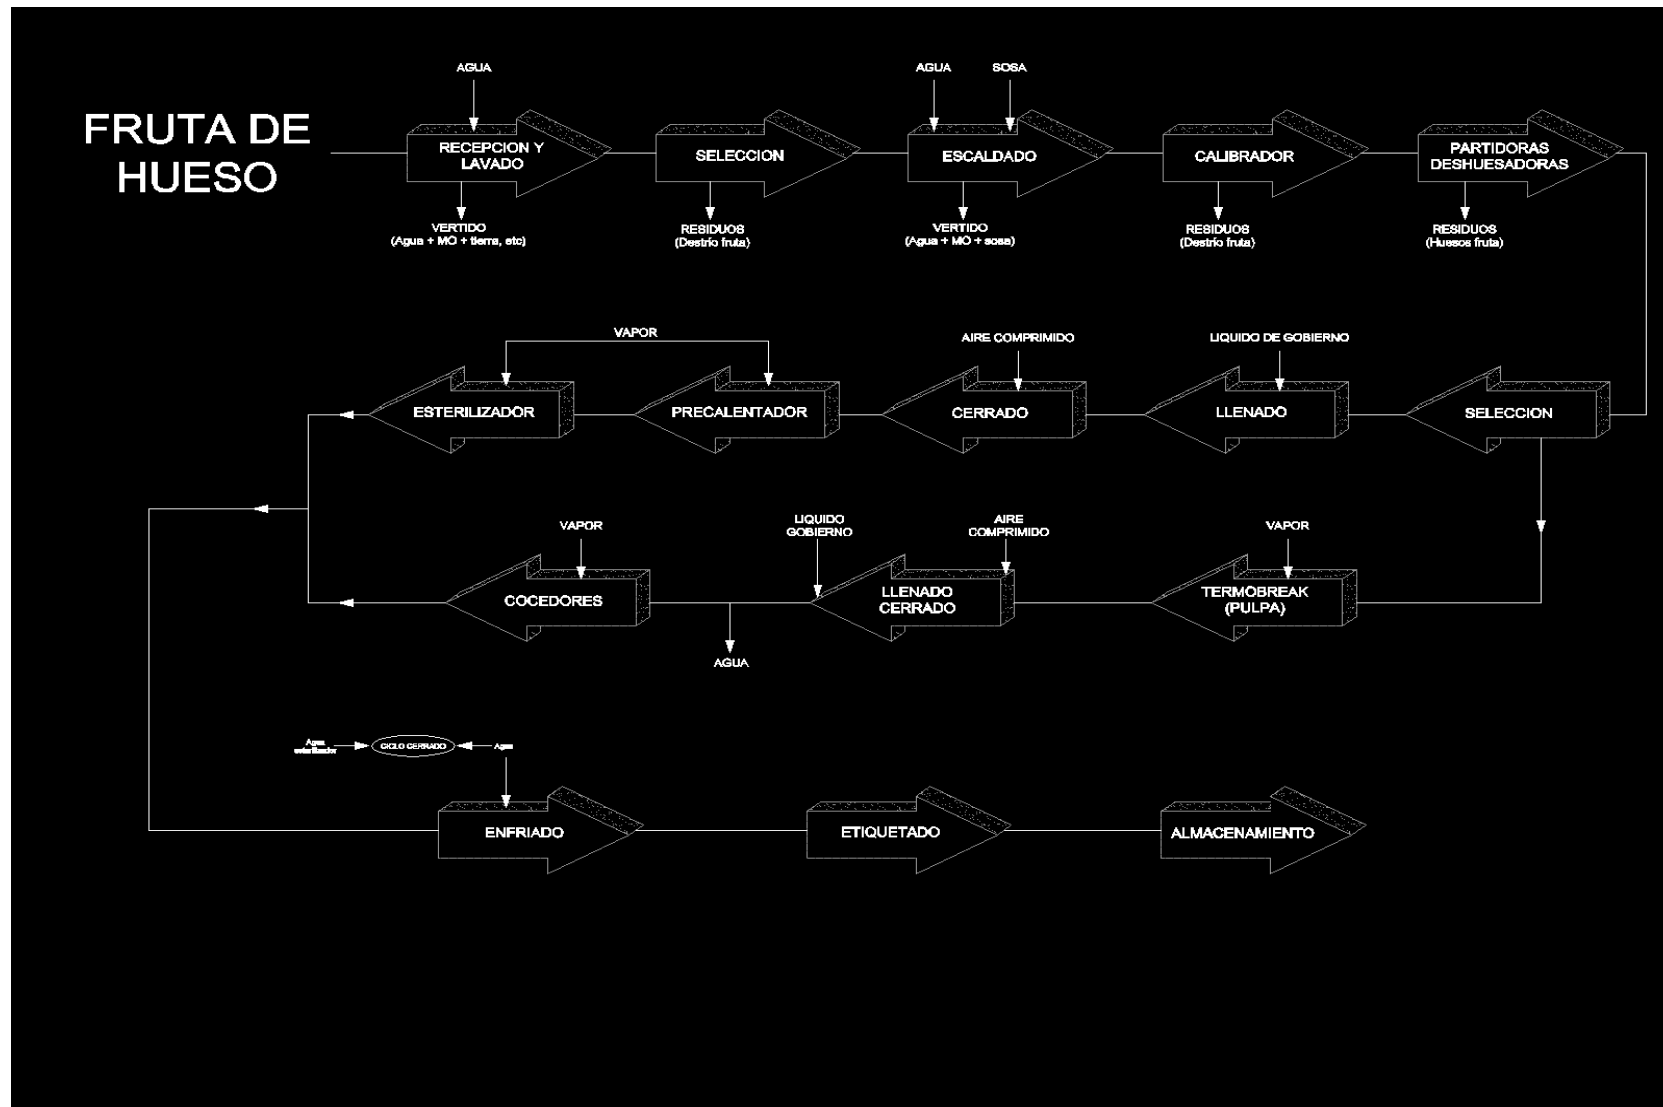 FRUTA DE
HUESO
AGUA
RECEPCION Y
LAVADO
VERTIDO
(Agua + MO + tierra, etc)
SELECCION
RESIDUOS
(Destrio fruta)
AGUA
SOSA
ESCALDADO
VERTIDO
(Agua + MO + sosa)
CALIBRADOR
RESIDUOS
(Destrio fruta)
PARTIDORAS
DESHUESADORAS
RESIDUOS
(Huesos fruta)
VAPOR
ESTERILIZADOR
PRECALENTADOR
AIRE COMPRIMIDO
CERRADO
LIQUIDO DE GOBIERNO
LLENADO
SELECCION
VAPOR
COCEDORES
AGUA
LIQUIDO
GOBIERNO
AIRE
COMPRIMIDO
LLENADO
CERRADO
VAPOR
TERMOBREAK
(PULPA)
Agua
esterilizador
CICLO CERRADO
Agua
ENFRIADO
ETIQUETADO
ALMACENAMIENTO